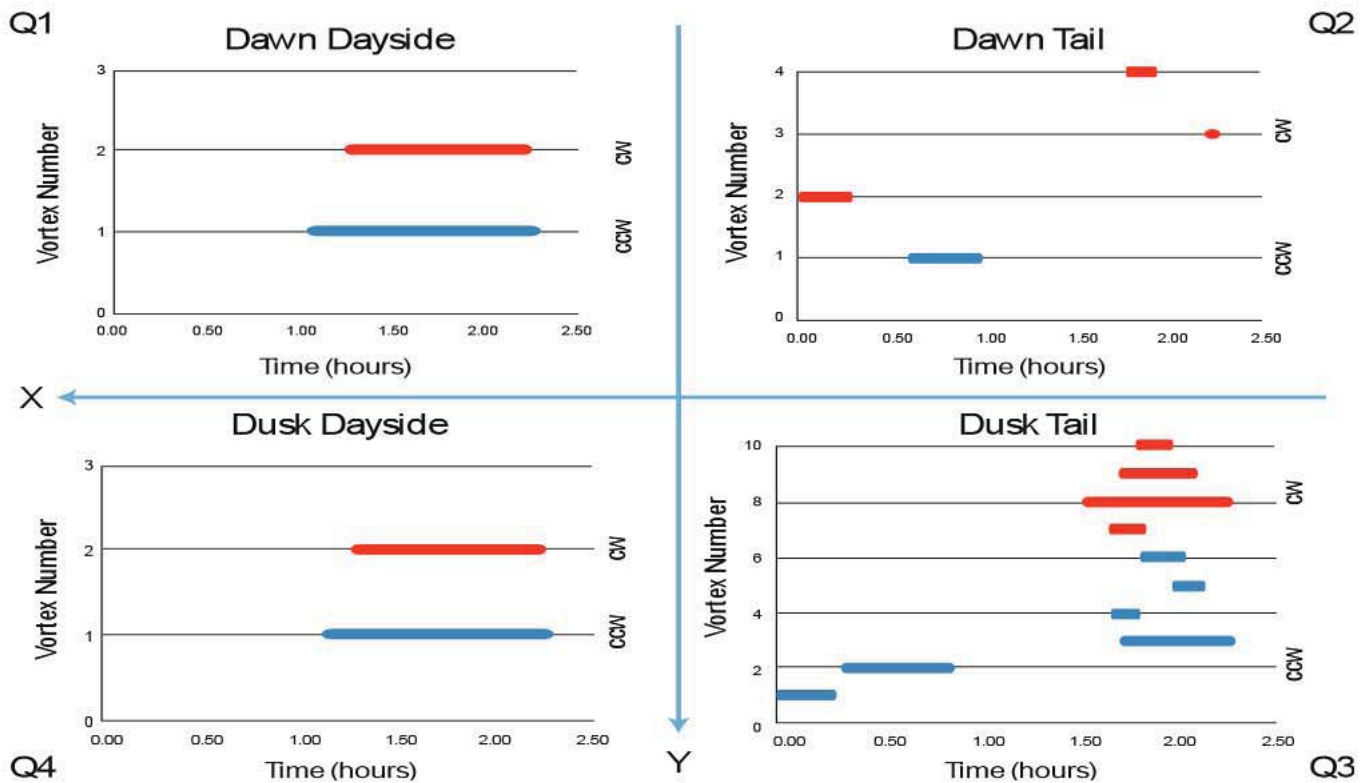 Q1
Dawn Dayside
3
2
1
0
Vortex Number
CW
CCW
0.00 0.50 1.00 1.50 2.00 2.50
Time (hours)
Q2
Dawn Tail
4
3
2
1
0
Vortex Number
CW
CCW
0.00 0.50 1.00 1.50 2.00 2.50
Time (hours)
X
Y
Dusk Dayside
3
2
1
0
Vortex Number
CW
CCW
0.00 0.50 1.00 1.50 2.00 2.50
Time (hours)
Q4
Dusk Tail
10
8
6
4
2
0
Vortex Number
CW
CCW
0.00 0.50 1.00 1.50 2.00 2.50
Time (hours)
Q3